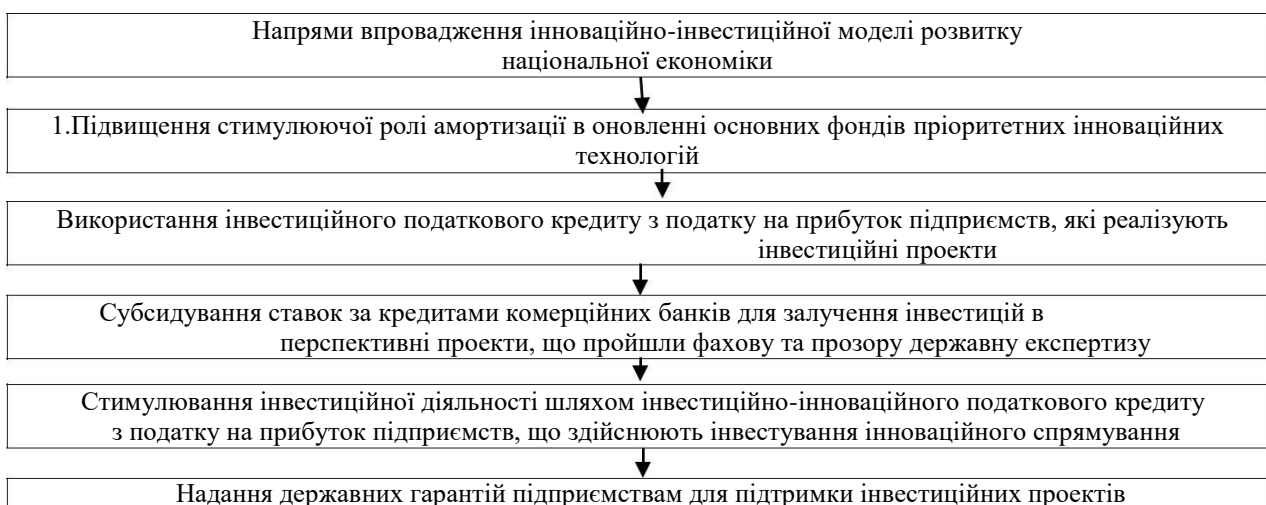 Напрями впровадження інноваційно-інвестиційної моделі розвитку
національної економіки
1.Підвищення стимулюючої ролі амортизації в оновленні основних фондів пріоритетних інноваційних
технологій
Використання інвестиційного податкового кредиту з податку на прибуток підприємств, які реалізують
інвестиційні проекти
Субсидування ставок за кредитами комерційних банків для залучення інвестицій в
перспективні проекти, що пройшли фахову та прозору державну експертизу
Стимулювання інвестиційної діяльності шляхом інвестиційно-інноваційного податкового кредиту
з податку на прибуток підприємств, що здійснюють інвестування інноваційного спрямування
Надання державних гарантій підприємствам для підтримки інвестиційних проектів